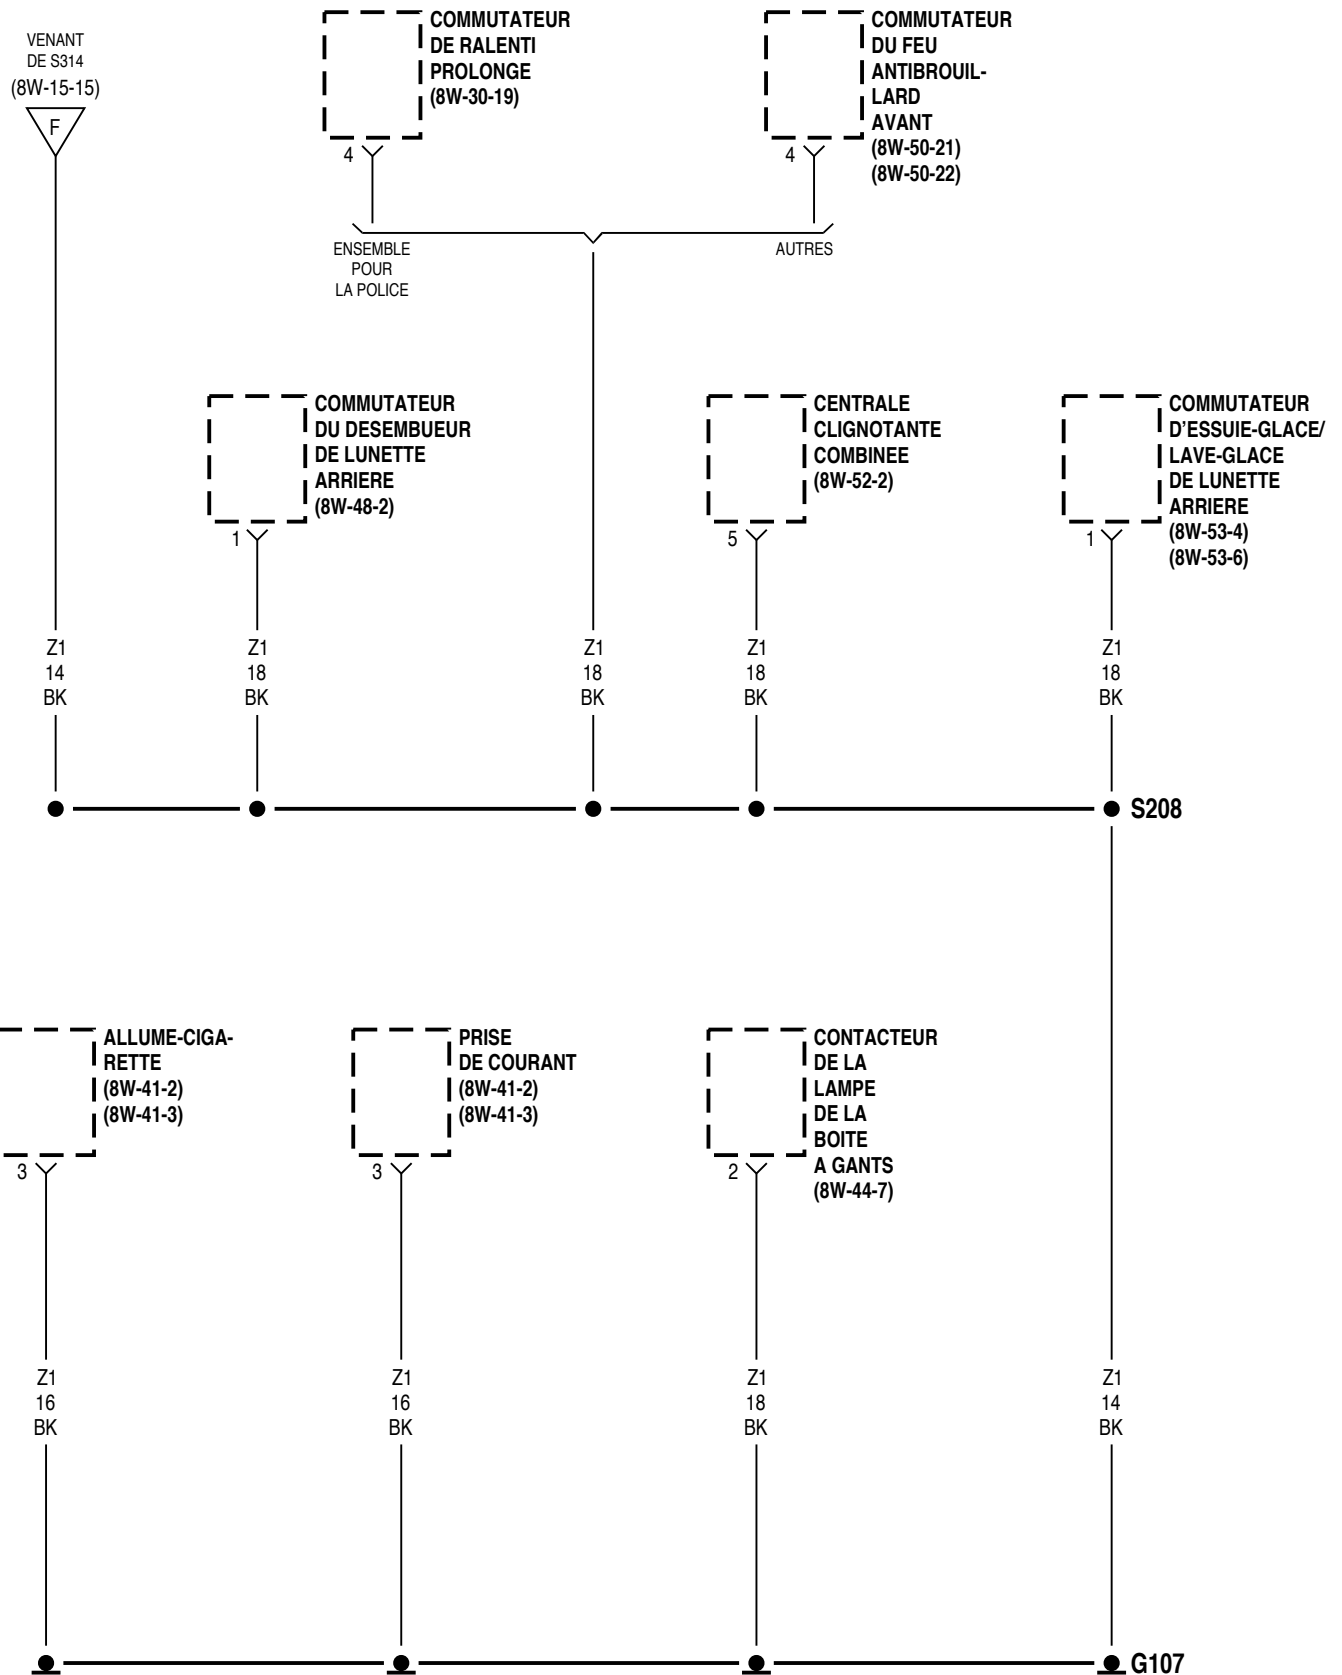 VENANT
DE S314
(8W-15-15)
F
COMMUTATEUR
DE RALENTI
PROLONGE
(8W-30-19)
4
COMMUTATEUR
DU FEU
ANTIBROUIL-
LARD
AVANT
(8W-50-21)
(8W-50-22)
4
ENSEMBLE
POUR
LA POLICE
AUTRES
COMMUTATEUR
DU DESEMBUEUR
DE LUNETTE
ARRIERE
(8W-48-2)
1
CENTRALE
CLIGNOTANTE
COMBINEE
(8W-52-2)
5
COMMUTATEUR
D'ESSUIE-GLACE/
LAVE-GLACE
DE LUNETTE
ARRIERE
(8W-53-4)
(8W-53-6)
1
Z1
14
BK
Z1
18
BK
Z1
18
BK
Z1
18
BK
Z1
18
BK
S208
ALLUME-CIGA-
RETTE
(8W-41-2)
(8W-41-3)
3
PRISE
DE COURANT
(8W-41-2)
(8W-41-3)
3
CONTACTEUR
DE LA
LAMPE
DE LA
BOITE
A GANTS
(8W-44-7)
2
Z1
16
BK
Z1
16
BK
Z1
18
BK
Z1
14
BK
G107